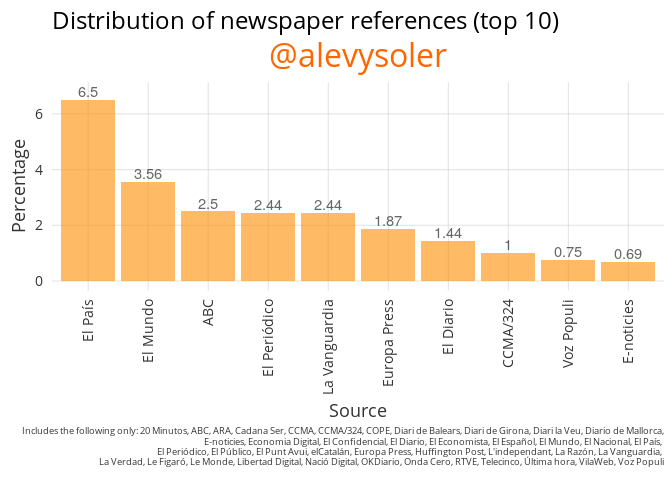 Distribution of newspaper references (top 10)
@alevysoler
Percentage
6
4
2
0
6.5
3.56
2.5
2.44
2.44
1.87
1.44
1
0.75
0.69
El País
El Mundo
ABC
El Periódico
La Vanguardia
Europa Press
El Diario
CCMA/324
Voz Populi
E-noticies
Source
Includes the following only: 20 Minutos, ABC, ARA, Cadana Ser, CCMA, CCMA/324, COPE, Diari de Balears, Diari de Girona, Diari la Veu, Diario de Mallorca,
E-noticies, Economia Digital, El Confidencial, El Diario, El Economista, El Español, El Mundo, El Nacional, El País,
El Periódico, El Público, El Punt Avui, elCatalán, Europa Press, Huffington Post, L'independant, La Razón, La Vanguardia,
La Verdad, Le Figaró, Le Monde, Libertad Digital, Nació Digital, OKDiario, Onda Cero, RTVE, Telecinco, Última hora, VilaWeb, Voz Populi